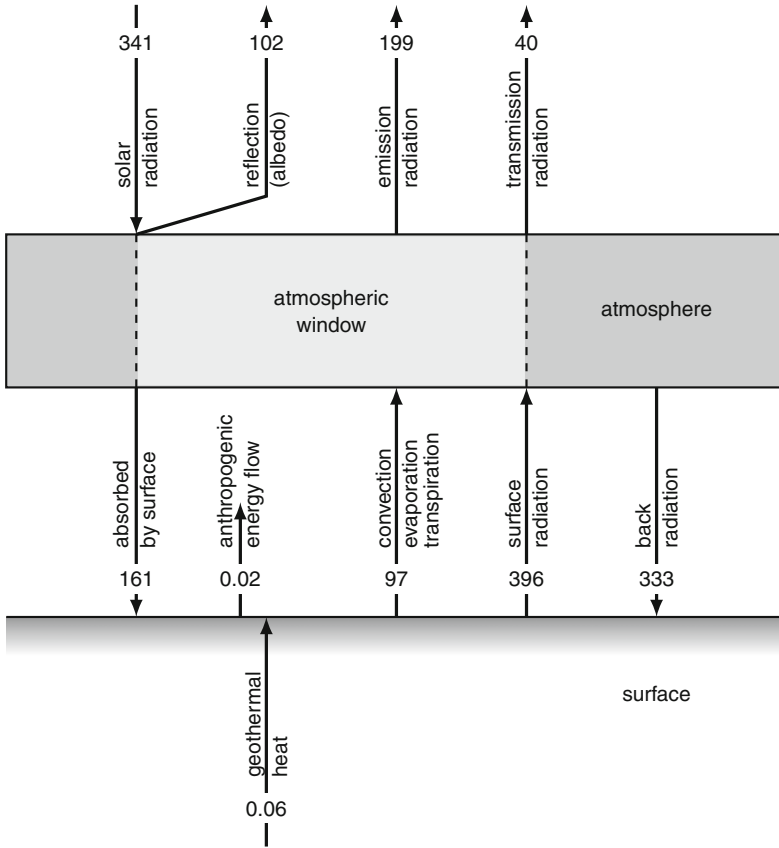 341
102
199
40
solar
radiation
reflection
(albedo)
emission
radiation
transmission
radiation
atmospheric
window
atmosphere
absorbed
by surface
anthropogenic
energy flow
convection
evaporation
transpiration
surface
radiation
back
radiation
161
0.02
97
396
333
surface
geothermal
heat
0.06